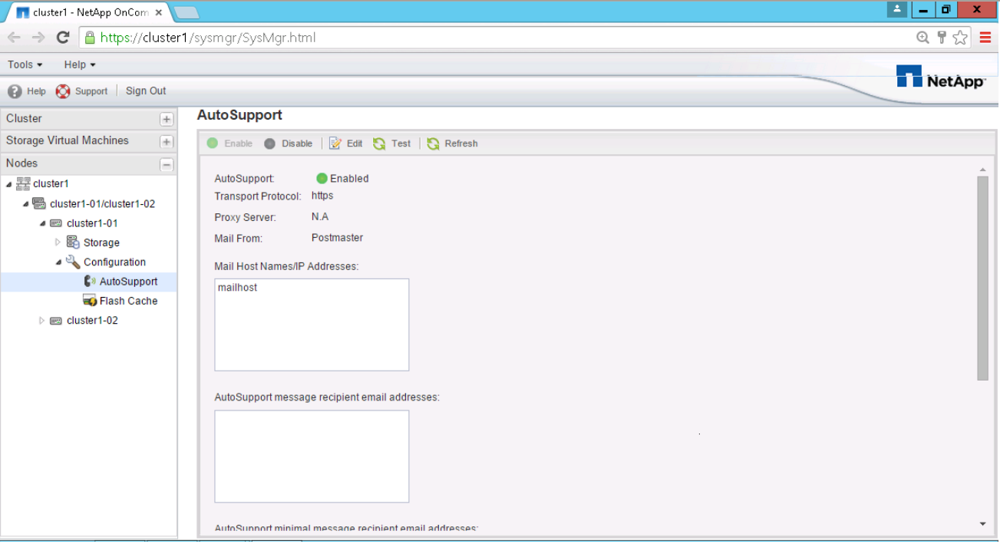 cluster1 - NetApp OnCom
https://cluster1/sysmgr/SysMgr.html
Tools Help
NetApp
Help Support Sign Out
Cluster
Storage Virtual Machines
Nodes
cluster1
cluster1-01/cluster1-02
cluster1-01
Storage
Configuration
AutoSupport
Flash Cache
cluster1-02
AutoSupport
Enable Disable Edit Test Refresh
AutoSupport: Enabled
Transport Protocol: https
Proxy Server: N.A
Mail From: Postmaster
Mail Host Names/IP Addresses:
mailhost
AutoSupport message recipient email addresses:
AutoSupport minimal message recipient email addresses: